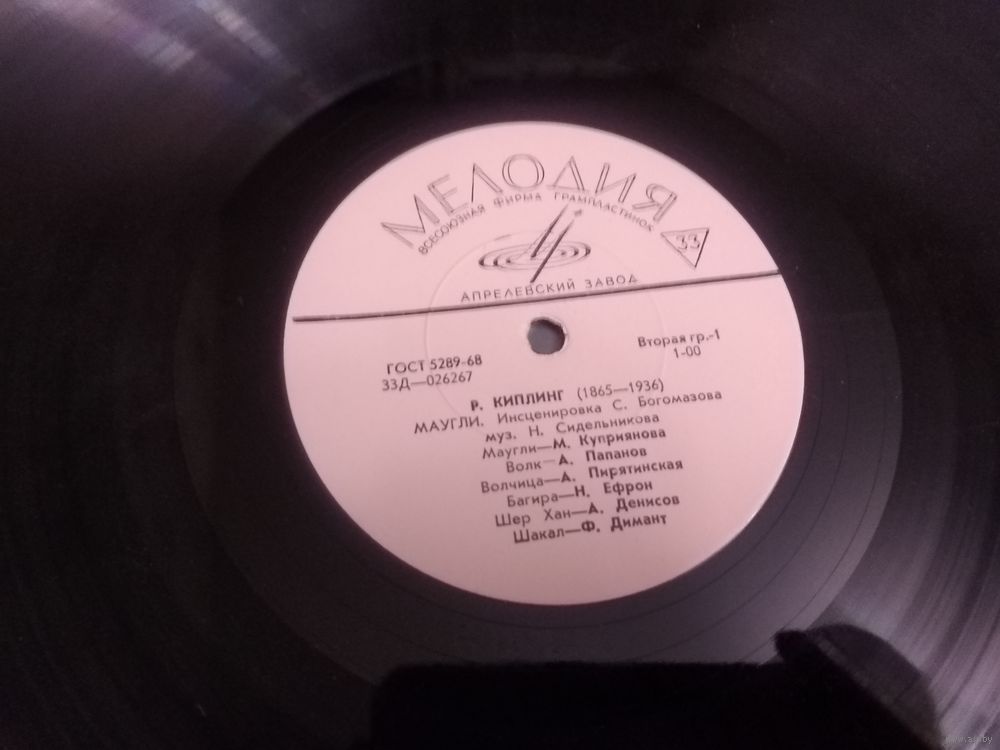 МЕЛОДИЯ
ВСЕСОЮЗНАЯ ФИРМА ГРАМПЛАСТИНОК
33
АПРЕЛЕВСКИЙ ЗАВОД
ГОСТ 5289-68
33Д—026267
Вторая гр.-1
1-00
Р. КИПЛИНГ (1865—1936)
МАУГЛИ. Инсценировка С. Богомазова
муз. Н. Сидельникова
Маугли—М. Куприянова
Волк—А. Папанов
Волчица—А. Пирятинская
Багира—Н. Ефрон
Шер Хан—А. Денисов
Шакал—Ф. Димант